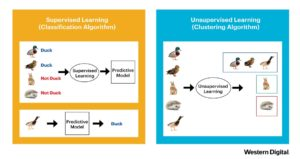 Supervised Learning
(Classification Algorithm)
Duck
Duck
Not Duck
Not Duck
Supervised
Learning
Predictive
Model
Predictive
Model
Duck
Unsupervised Learning
(Clustering Algorithm)
Unsupervised
Learning
Western Digital